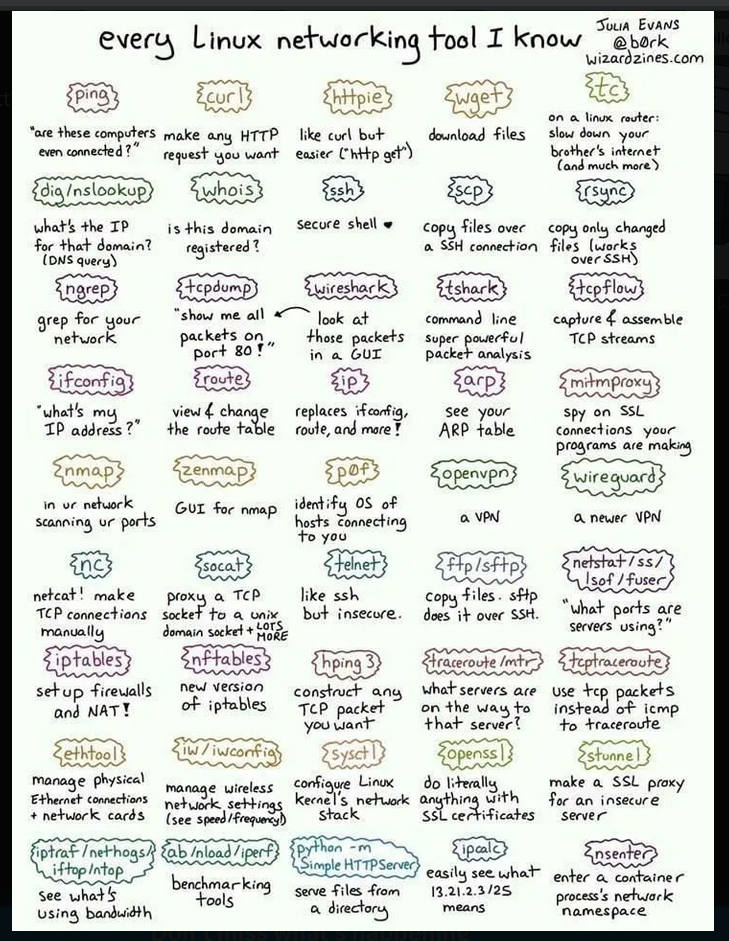 every Linux networking tool I know
JULIA EVANS
@b0rk
wizardzines.com
ping
"are these computers
even connected?"
curl
make any HTTP
request you want
httpie
like curl but
easier ("http get")
wget
download files
tc
on a linux router:
slow down your
brother's internet
(and much more)
dig/nslookup
what's the IP
for that domain?
(DNS query)
whois
is this domain
registered?
ssh
secure shell ♥
scp
copy files over
a SSH connection
rsync
copy only changed
files (works
over SSH)
ngrep
grep for your
network
tcpdump
"show me all
packets on
port 80!"
wireshark
look at
those packets
in a GUI
tshark
command line
super powerful
packet analysis
tcpflow
capture & assemble
TCP streams
ifconfig
"what's my
IP address?"
route
view & change
the route table
ip
replaces ifconfig,
route, and more!
arp
see your
ARP table
mitmproxy
spy on SSL
connections your
programs are making
nmap
in ur network
scanning ur ports
zenmap
GUI for nmap
p0f
identify OS of
hosts connecting
to you
openvpn
a VPN
wireguard
a newer VPN
nc
netcat! make
TCP connections
manually
socat
proxy a TCP
socket to a unix
domain socket + LOTS
MORE
telnet
like ssh
but insecure.
ftp/sftp
copy files. sftp
does it over SSH.
netstat/ss/
lsof/fuser
"what ports are
servers using?"
iptables
set up firewalls
and NAT!
nftables
new version
of iptables
hping3
construct any
TCP packet
you want
traceroute/mtr
what servers are
on the way to
that server?
tcptraceroute
use tcp packets
instead of icmp
to traceroute
ethtool
manage physical
Ethernet connections
+ network cards
iw/iwconfig
manage wireless
network settings
(see speed/frequency!)
sysctl
configure Linux
kernel's network
stack
openssl
do literally
anything with
SSL certificates
stunnel
make a SSL proxy
for an insecure
server
iptraf/nethogs/
iftop/ntop
see what's
using bandwidth
ab/nload/iperf
benchmarking
tools
python -m
SimpleHTTPServer
serve files from
a directory
ipcalc
easily see what
13.21.2.3/25
means
nsenter
enter a container
process's network
namespace